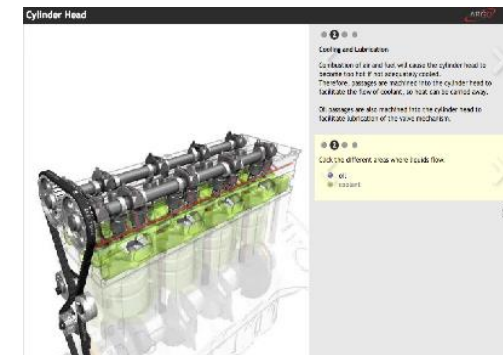 Cylinder Head
Cooling and Lubrication
Combustion of air and fuel will cause the cylinder head to
become too hot if not adequately cooled.
Therefore, passages are machined into the cylinder head to
facilitate the flow of coolant, so heat can be carried away.
Oil passages are also machined into the cylinder head to
facilitate lubrication of the valve mechanism.
Click the different areas where liquids flow.
oil
coolant